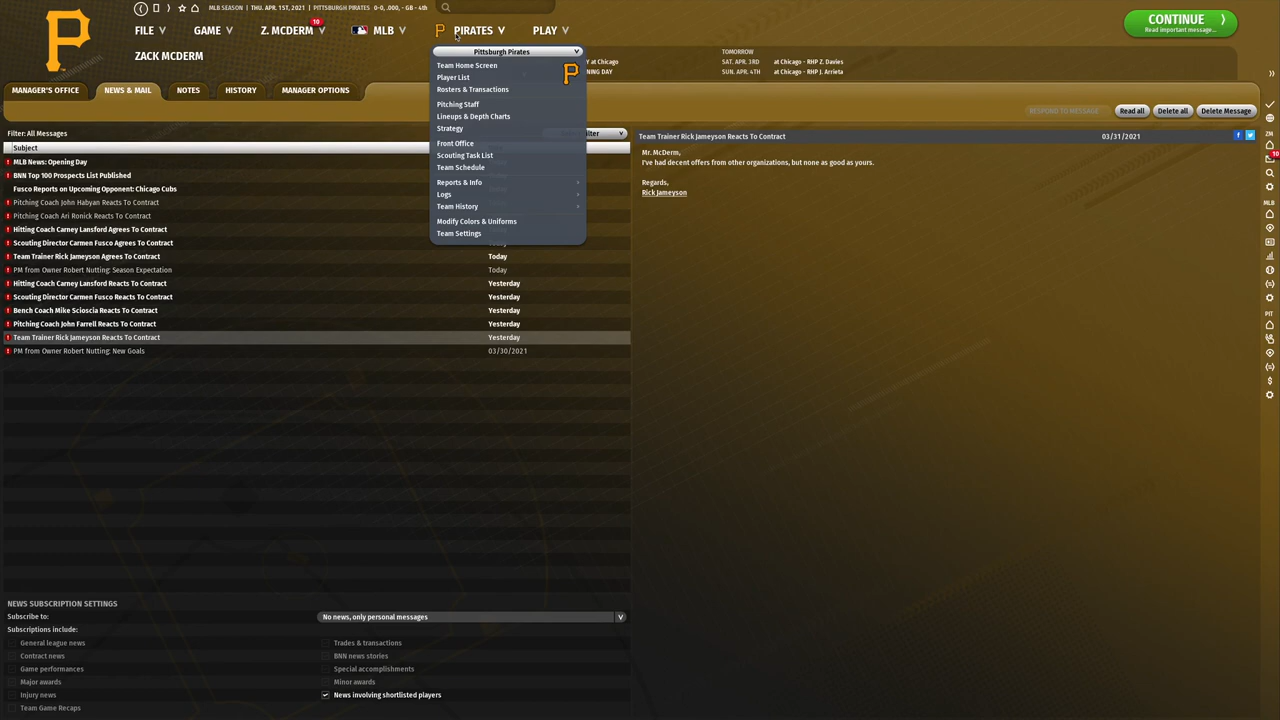 MLB SEASON | THU. APR. 1ST, 2021 | PITTSBURGH PIRATES 0-0, .000, - GB - 4th
FILE GAME Z. MCDERM 10 MLB PIRATES PLAY
CONTINUE
Read important message...
ZACK MCDERM
Pittsburgh Pirates
Team Home Screen
Player List
Rosters & Transactions
Pitching Staff
Lineups & Depth Charts
Strategy
Front Office
Scouting Task List
Team Schedule
Reports & Info
Logs
Team History
Modify Colors & Uniforms
Team Settings
at Chicago
NING DAY
TOMORROW
SAT. APR. 3RD at Chicago - RHP Z. Davies
SUN. APR. 4TH at Chicago - RHP J. Arrieta
MANAGER'S OFFICE NEWS & MAIL NOTES HISTORY MANAGER OPTIONS
RESPOND TO MESSAGE Read all Delete all Delete Message
Filter: All Messages
Subject
MLB News: Opening Day
BNN Top 100 Prospects List Published
Fusco Reports on Upcoming Opponent: Chicago Cubs
Pitching Coach John Habyan Reacts To Contract
Pitching Coach Ari Ronick Reacts To Contract
Hitting Coach Carney Lansford Agrees To Contract
Scouting Director Carmen Fusco Agrees To Contract
Team Trainer Rick Jameyson Agrees To Contract Today
PM from Owner Robert Nutting: Season Expectation Today
Hitting Coach Carney Lansford Reacts To Contract Yesterday
Scouting Director Carmen Fusco Reacts To Contract Yesterday
Bench Coach Mike Scioscia Reacts To Contract Yesterday
Pitching Coach John Farrell Reacts To Contract Yesterday
Team Trainer Rick Jameyson Reacts To Contract Yesterday
PM from Owner Robert Nutting: New Goals 03/30/2021
Team Trainer Rick Jameyson Reacts To Contract 03/31/2021
Mr. McDerm,
I've had decent offers from other organizations, but none as good as yours.
Regards,
Rick Jameyson
NEWS SUBSCRIPTION SETTINGS
Subscribe to: No news, only personal messages
Subscriptions include:
General league news Trades & transactions
Contract news BNN news stories
Game performances Special accomplishments
Major awards Minor awards
Injury news News involving shortlisted players
Team Game Recaps
ZM
10
MLB
PIT